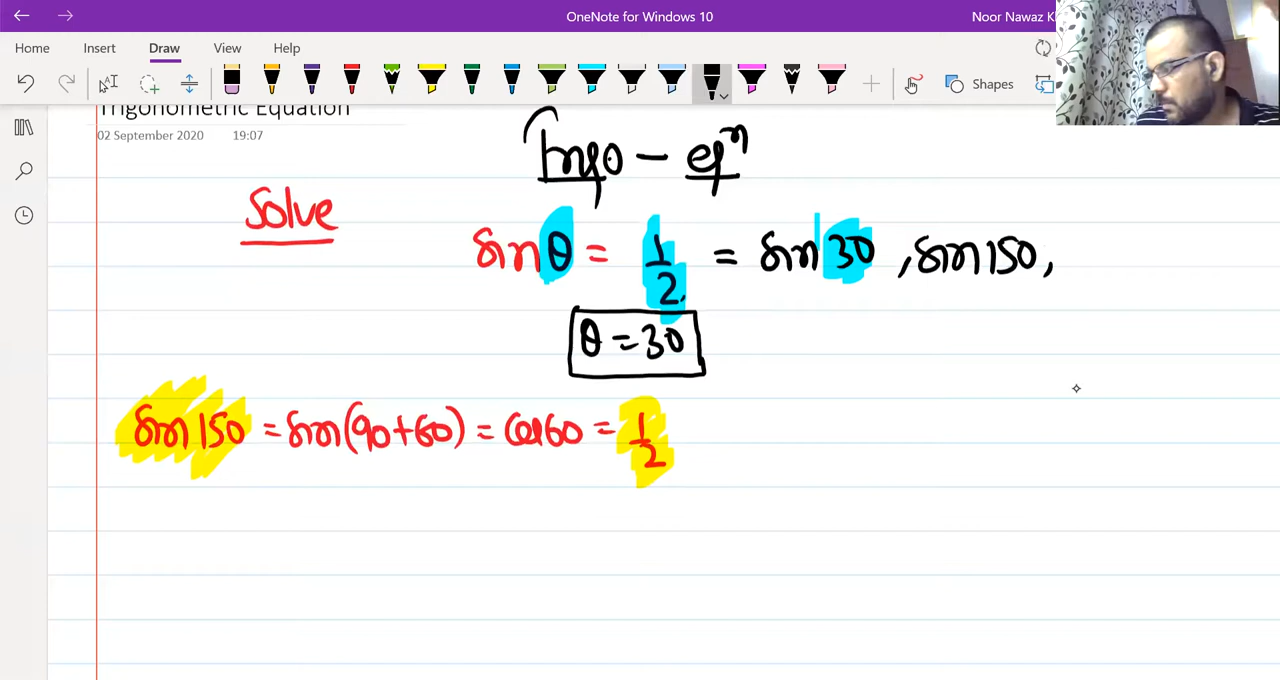 OneNote for Windows 10
Noor Nawaz K
Home Insert Draw View Help
Shapes
Trigonometric Equation
02 September 2020 19:07
Trigo - eqⁿ
Solve
sin θ = 1/2 = sin 30 , sin 150 ,
θ = 30
sin 150 = sin(90+60) = cos 60 = 1/2